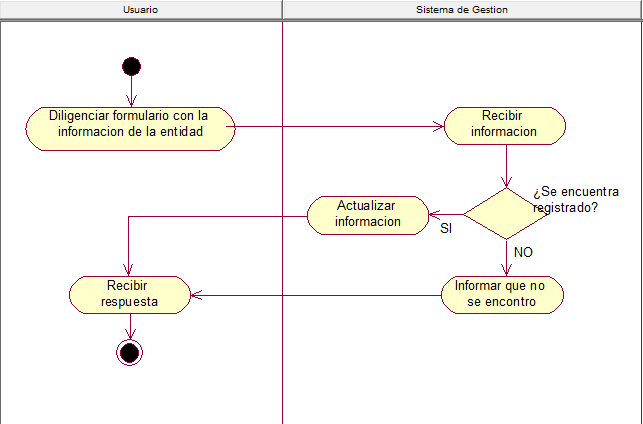 Usuario
Sistema de Gestion
Diligenciar formulario con la
informacion de la entidad
Recibir
informacion
¿Se encuentra
registrado?
Actualizar
informacion
SI
NO
Recibir
respuesta
Informar que no
se encontro